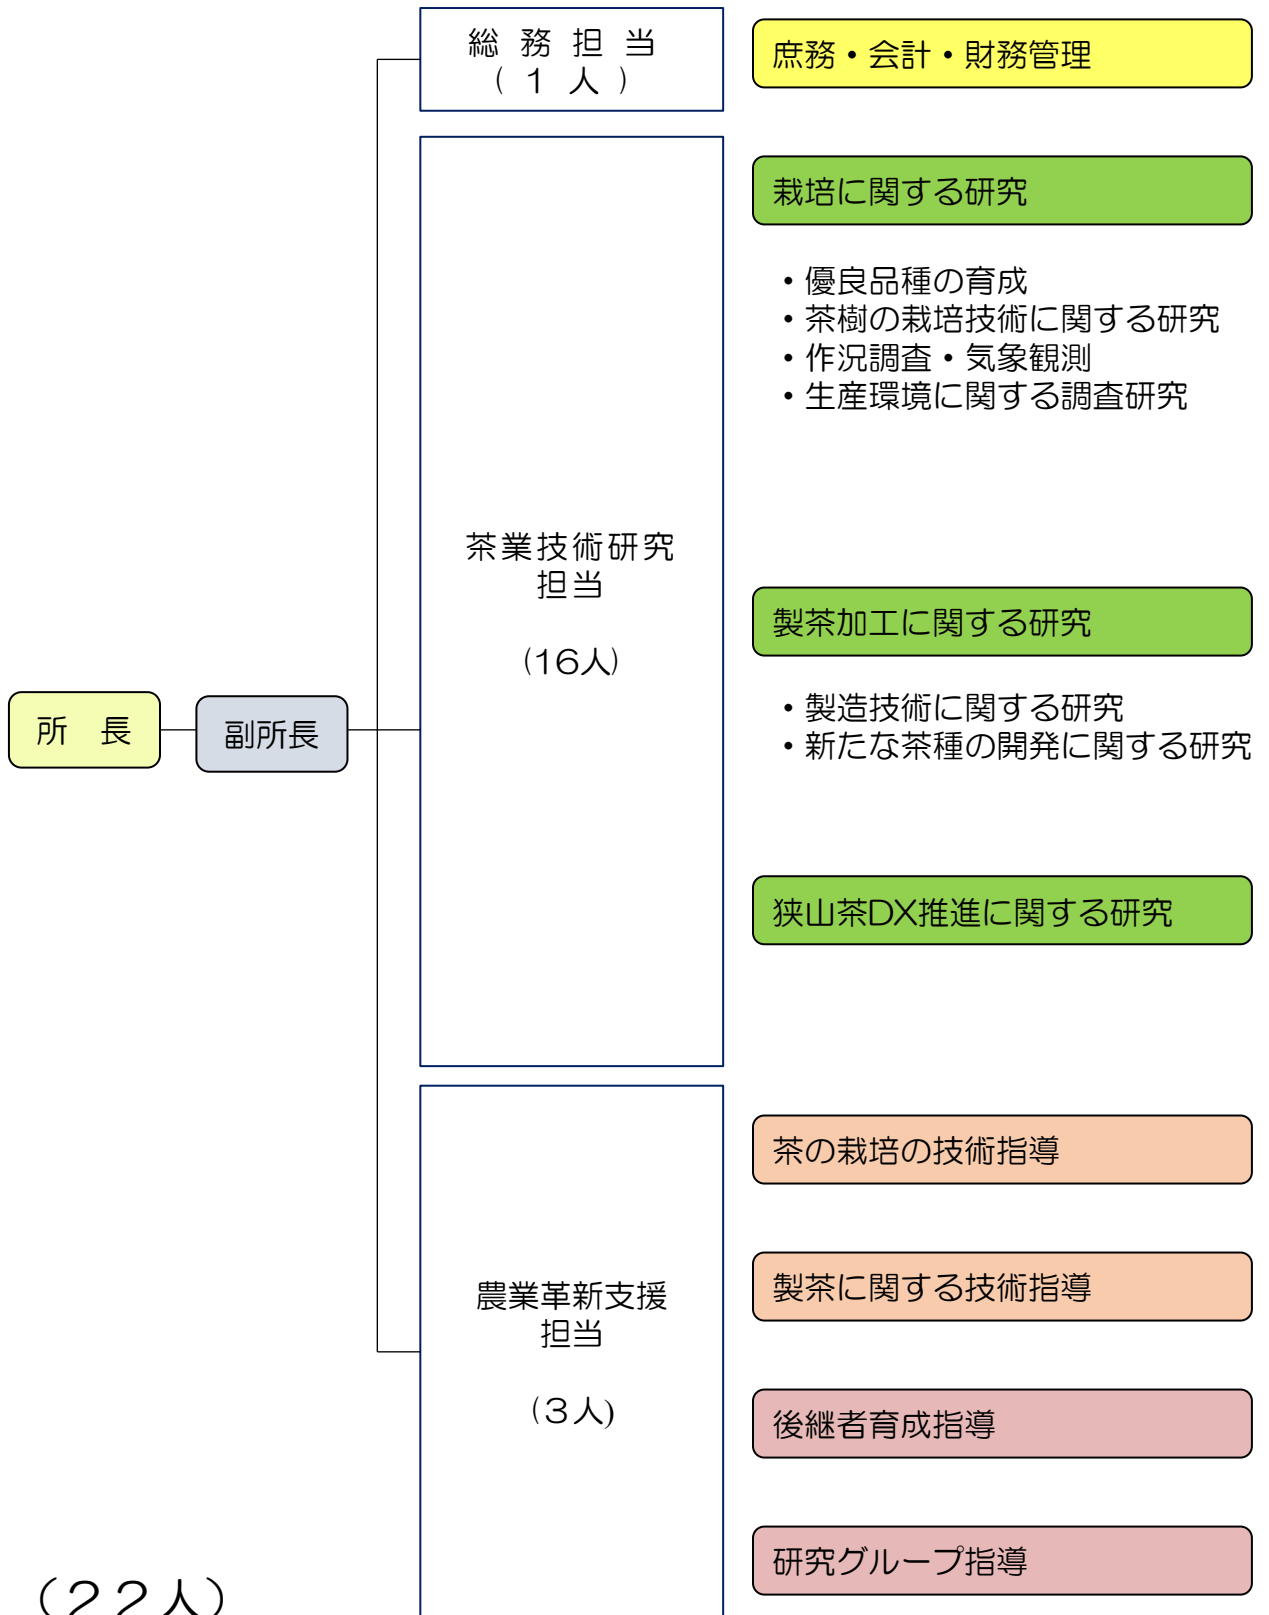 総務担当
(1人)
庶務・会計・財務管理
栽培に関する研究
・優良品種の育成
・茶樹の栽培技術に関する研究
・作況調査・気象観測
・生産環境に関する調査研究
茶業技術研究
担当
(16人)
製茶加工に関する研究
・製造技術に関する研究
・新たな茶種の開発に関する研究
所 長
副所長
狭山茶DX推進に関する研究
茶の栽培の技術指導
製茶に関する技術指導
農業革新支援
担当
(3人)
後継者育成指導
研究グループ指導
(22人)